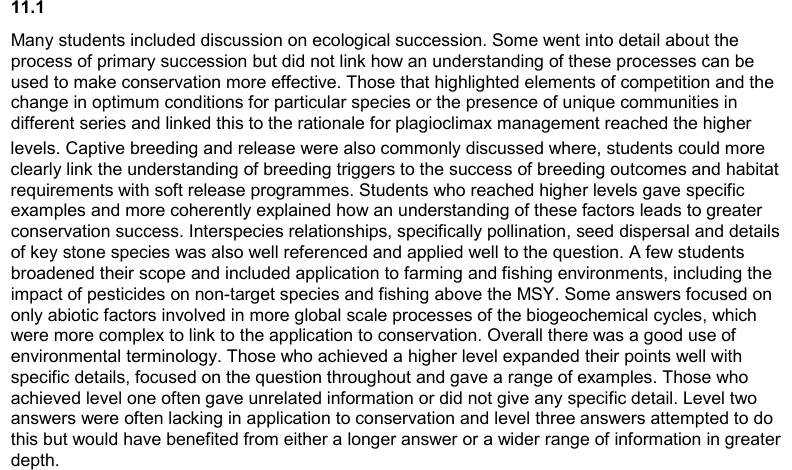 11.1
Many students included discussion on ecological succession. Some went into detail about the
process of primary succession but did not link how an understanding of these processes can be
used to make conservation more effective. Those that highlighted elements of competition and the
change in optimum conditions for particular species or the presence of unique communities in
different series and linked this to the rationale for plagioclimax management reached the higher
levels. Captive breeding and release were also commonly discussed where, students could more
clearly link the understanding of breeding triggers to the success of breeding outcomes and habitat
requirements with soft release programmes. Students who reached higher levels gave specific
examples and more coherently explained how an understanding of these factors leads to greater
conservation success. Interspecies relationships, specifically pollination, seed dispersal and details
of key stone species was also well referenced and applied well to the question. A few students
broadened their scope and included application to farming and fishing environments, including the
impact of pesticides on non-target species and fishing above the MSY. Some answers focused on
only abiotic factors involved in more global scale processes of the biogeochemical cycles, which
were more complex to link to the application to conservation. Overall there was a good use of
environmental terminology. Those who achieved a higher level expanded their points well with
specific details, focused on the question throughout and gave a range of examples. Those who
achieved level one often gave unrelated information or did not give any specific detail. Level two
answers were often lacking in application to conservation and level three answers attempted to do
this but would have benefited from either a longer answer or a wider range of information in greater
depth.